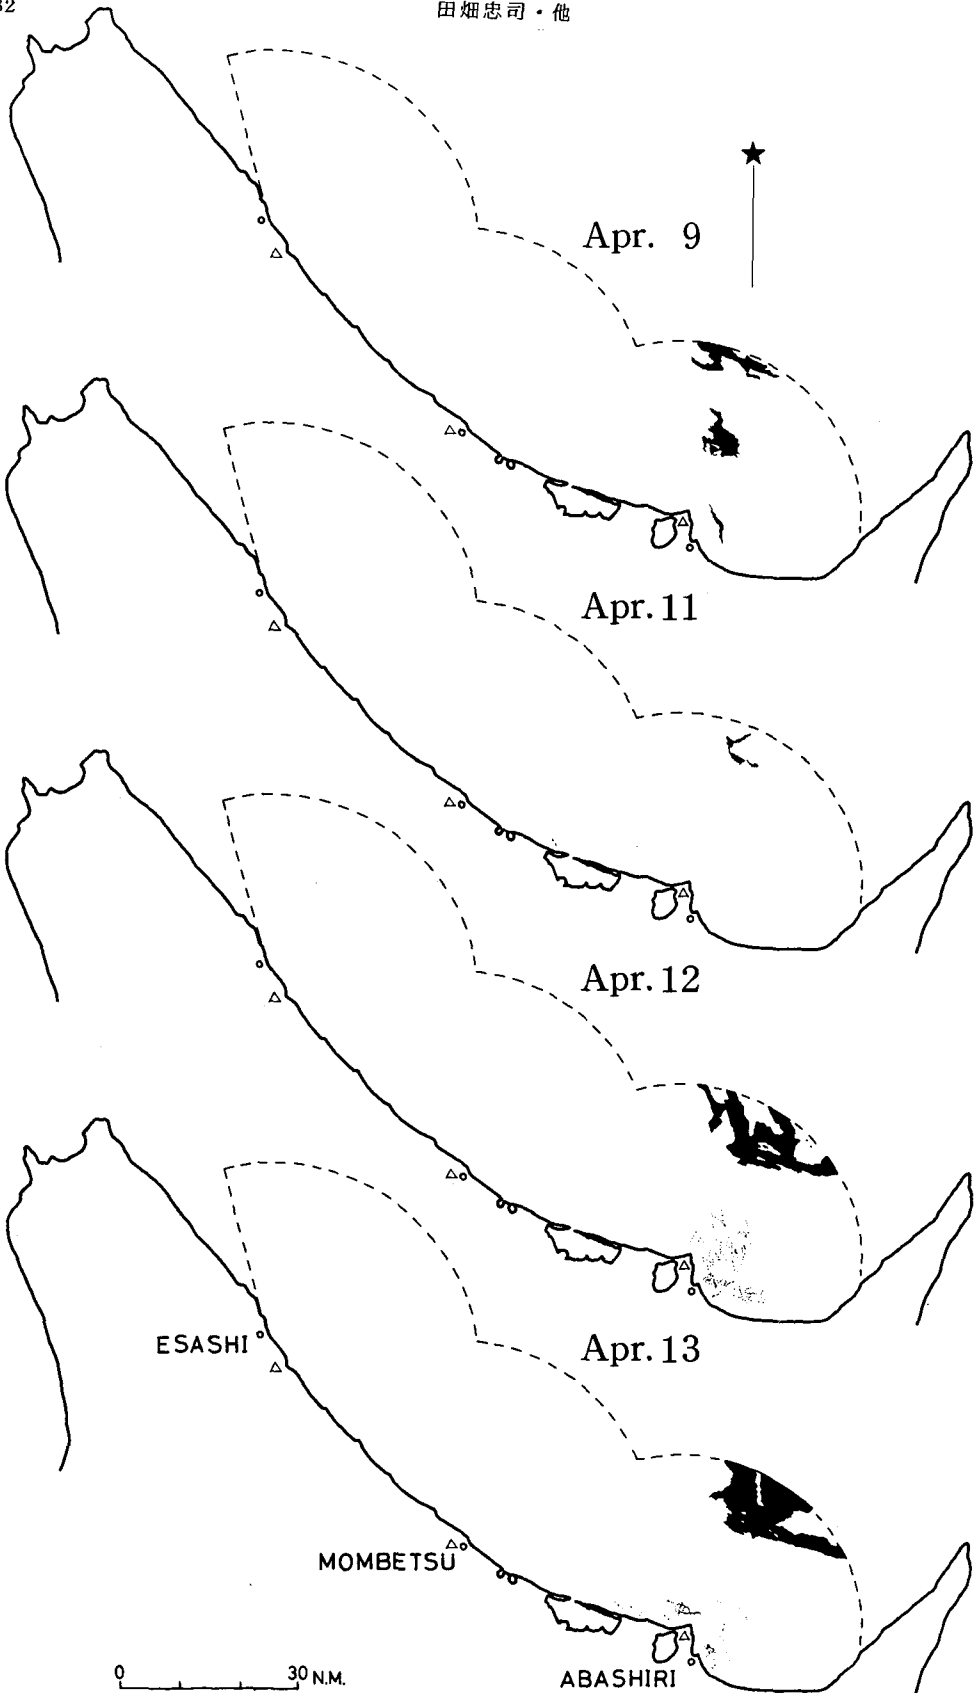 田畑忠司・他
Apr. 9
Apr. 11
Apr. 12
Apr. 13
ESASHI
MOMBETSU
ABASHIRI
0 30 N.M.